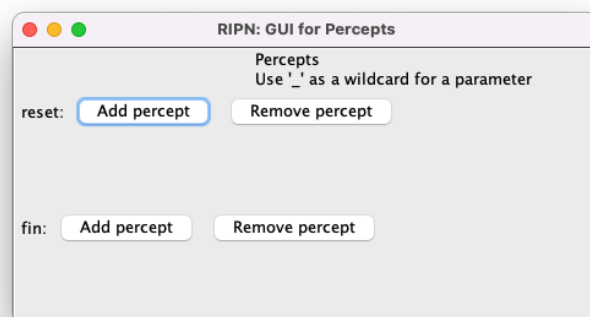 RIPN: GUI for Percepts
Percepts
Use '_' as a wildcard for a parameter
reset: Add percept Remove percept
fin: Add percept Remove percept